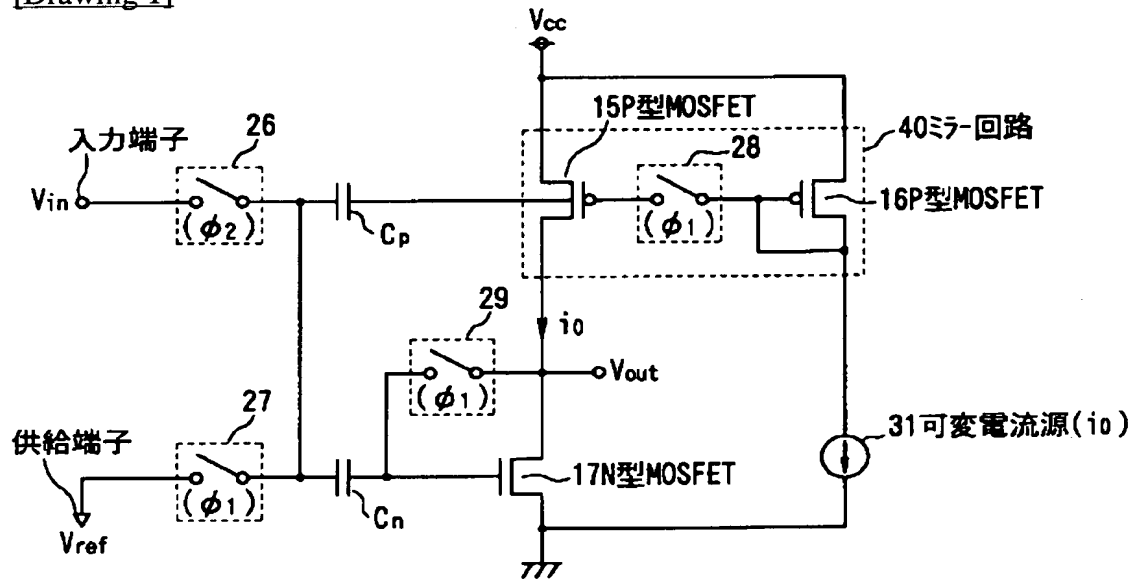 [Drawing 1]
Vcc
15P型MOSFET
26
入力端子
28
40ミラー回路
Vin
(φ2)
Cp
(φ1)
16P型MOSFET
29
i0
Vout
(φ1)
27
供給端子
31可変電流源(i0)
17N型MOSFET
(φ1)
Cn
Vref